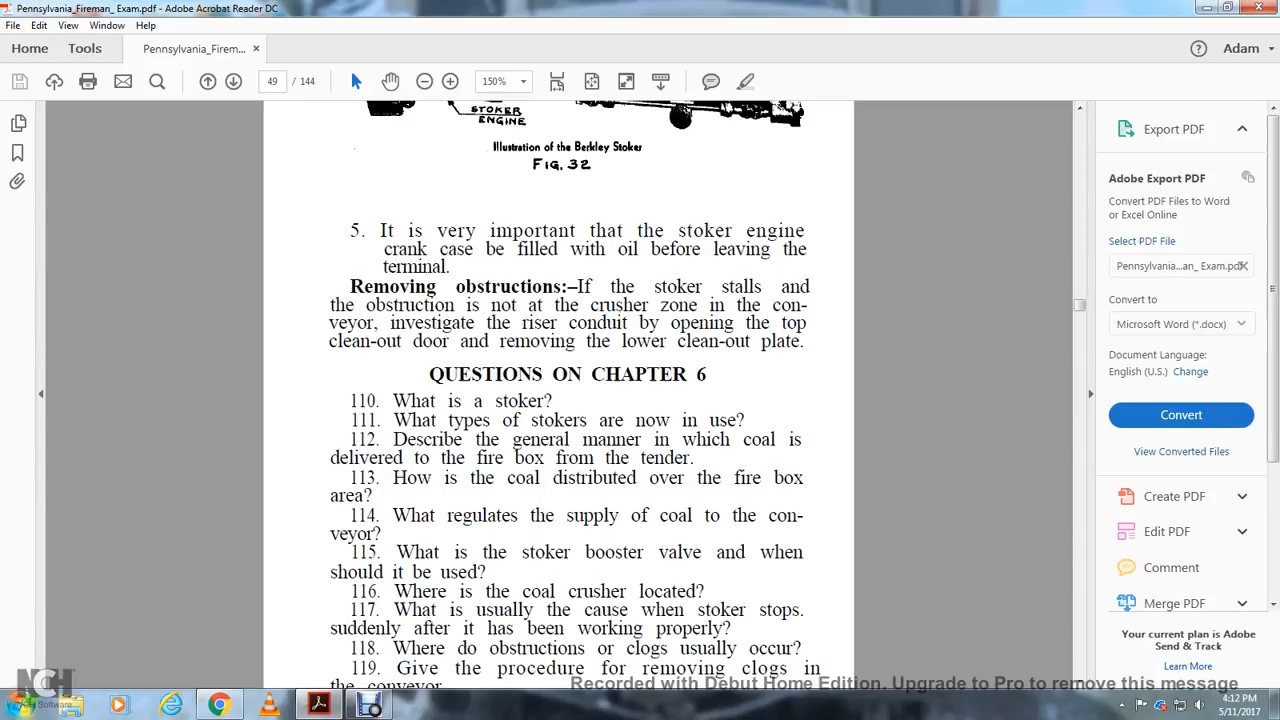 Pennsylvania_Fireman_ Exam.pdf - Adobe Acrobat Reader DC
File Edit View Window Help
Home Tools Pennsylvania_Firem... × Adam
49 / 144 150%
STOKER
ENGINE
Illustration of the Berkley Stoker
FIG. 32
5. It is very important that the stoker engine
crank case be filled with oil before leaving the
terminal.
Removing obstructions:–If the stoker stalls and
the obstruction is not at the crusher zone in the con-
veyor, investigate the riser conduit by opening the top
clean-out door and removing the lower clean-out plate.
QUESTIONS ON CHAPTER 6
110. What is a stoker?
111. What types of stokers are now in use?
112. Describe the general manner in which coal is
delivered to the fire box from the tender.
113. How is the coal distributed over the fire box
area?
114. What regulates the supply of coal to the con-
veyor?
115. What is the stoker booster valve and when
should it be used?
116. Where is the coal crusher located?
117. What is usually the cause when stoker stops.
suddenly after it has been working properly?
118. Where do obstructions or clogs usually occur?
119. Give the procedure for removing clogs in
the conveyor
Export PDF
Adobe Export PDF
Convert PDF Files to Word
or Excel Online
Select PDF File
Pennsylvania...an_ Exam.pdf
Convert to
Microsoft Word (*.docx)
Document Language:
English (U.S.) Change
Convert
View Converted Files
Create PDF
Edit PDF
Comment
Merge PDF
Your current plan is Adobe
Send & Track
Learn More
NCH
Software
Recorded with Debut Home Edition. Upgrade to Pro to remove this message
4:12 PM
5/11/2017